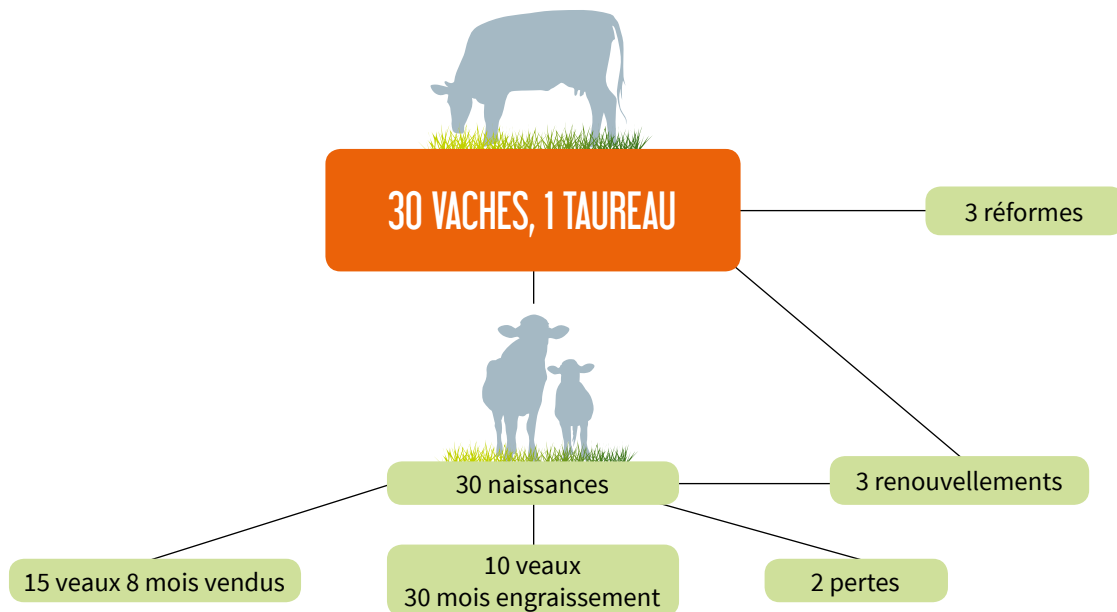 30 VACHES, 1 TAUREAU
3 réformes
30 naissances
3 renouvellements
15 veaux 8 mois vendus
10 veaux
30 mois engraissement
2 pertes